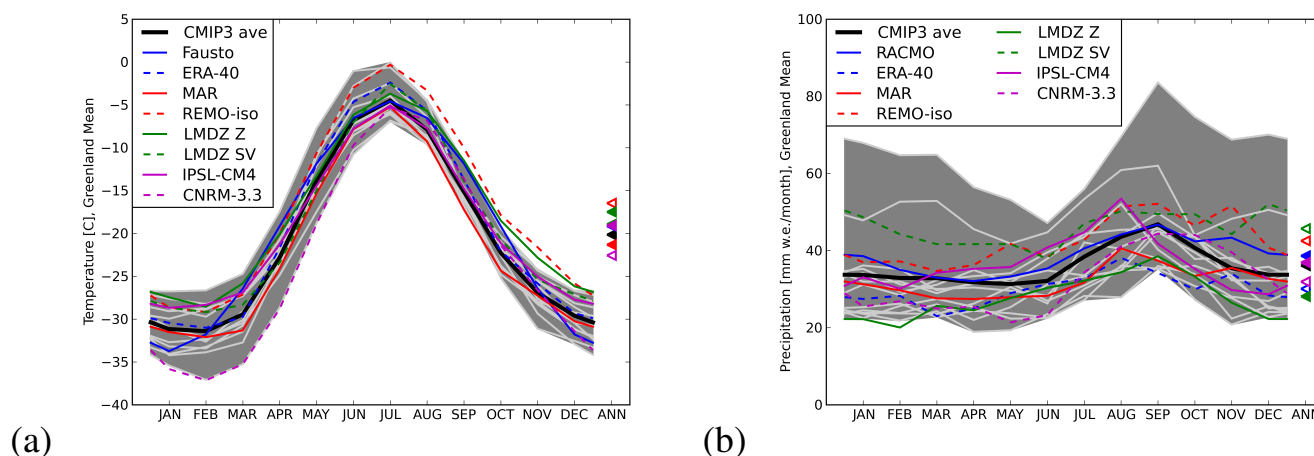 5
0
−5
−10
−15
−20
−25
−30
−35
−40
Temperature [C], Greenland Mean
CMIP3 ave
Fausto
ERA-40
MAR
REMO-iso
LMDZ Z
LMDZ SV
IPSL-CM4
CNRM-3.3
JAN FEB MAR APR MAY JUN JUL AUG SEP OCT NOV DEC ANN
(a)
100
80
60
40
20
0
Precipitation [mm w.e./month], Greenland Mean
CMIP3 ave
RACMO
ERA-40
MAR
REMO-iso
LMDZ Z
LMDZ SV
IPSL-CM4
CNRM-3.3
JAN FEB MAR APR MAY JUN JUL AUG SEP OCT NOV DEC ANN
(b)